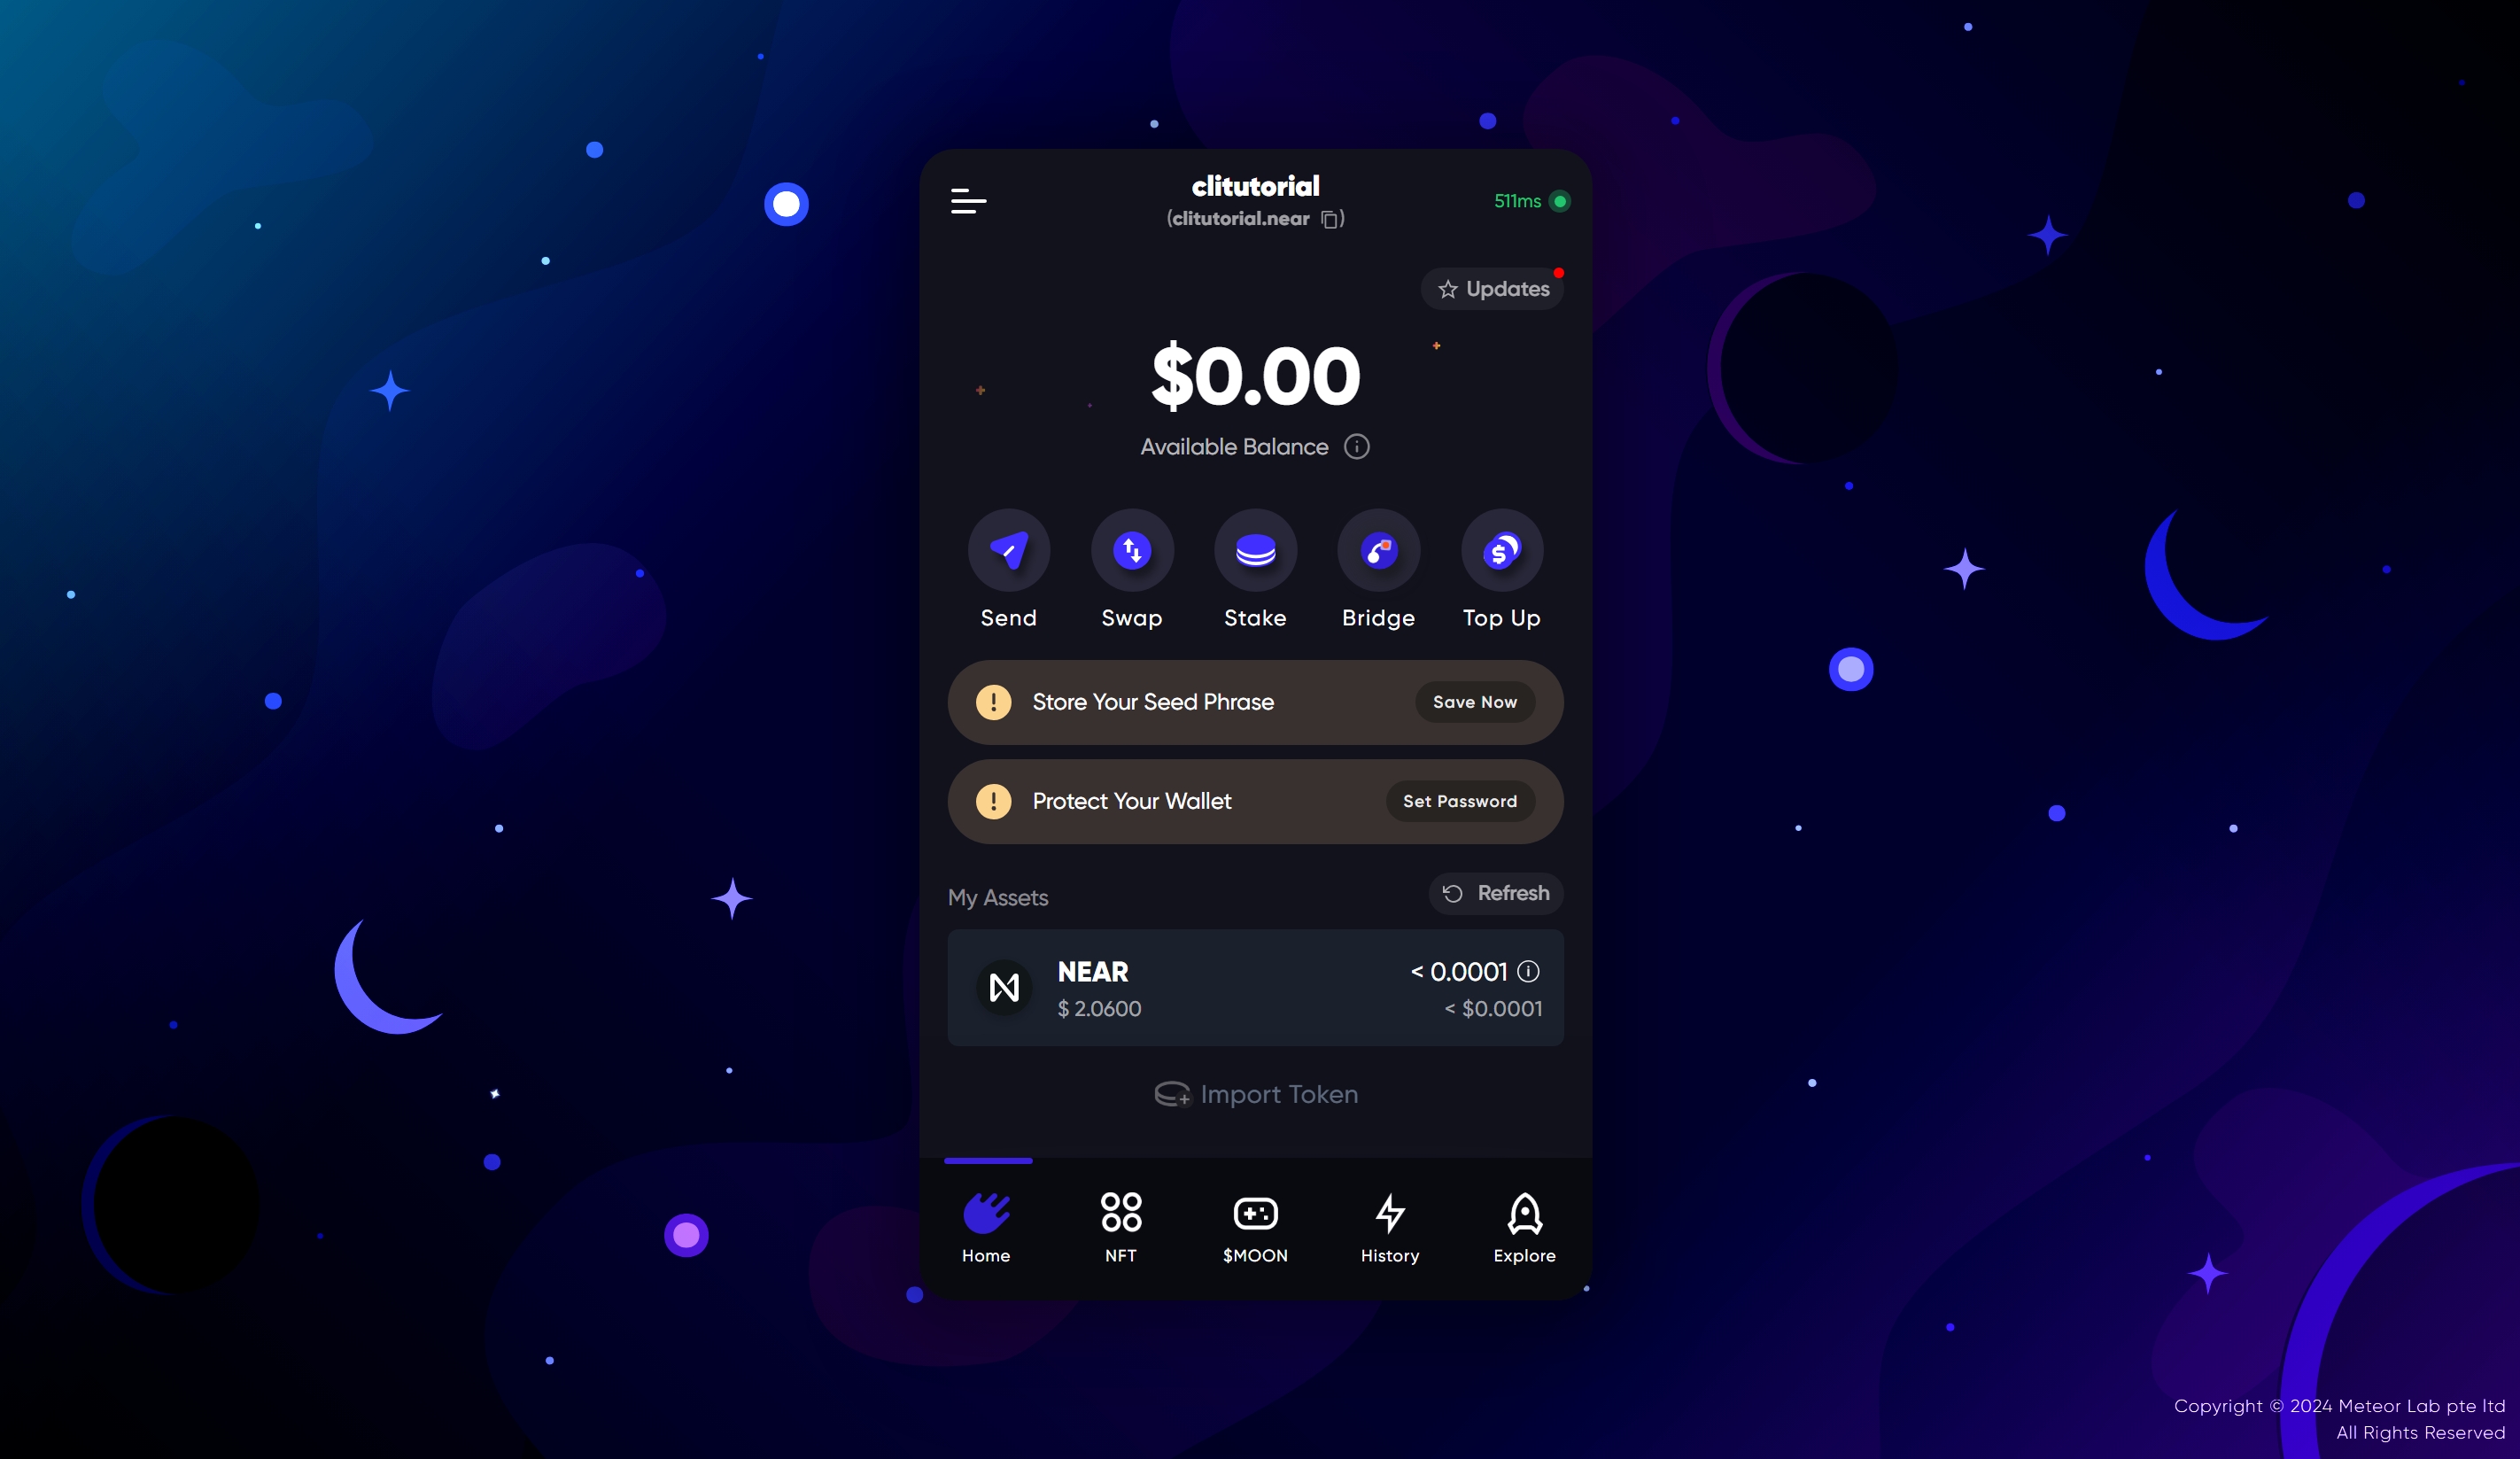 clitutorial
(clitutorial.near)
511ms
Updates
$0.00
Available Balance
Send Swap Stake Bridge Top Up
Store Your Seed Phrase Save Now
Protect Your Wallet Set Password
My Assets Refresh
NEAR < 0.0001
$ 2.0600 < $0.0001
Import Token
Home NFT $MOON History Explore
Copyright © 2024 Meteor Lab pte ltd
All Rights Reserved